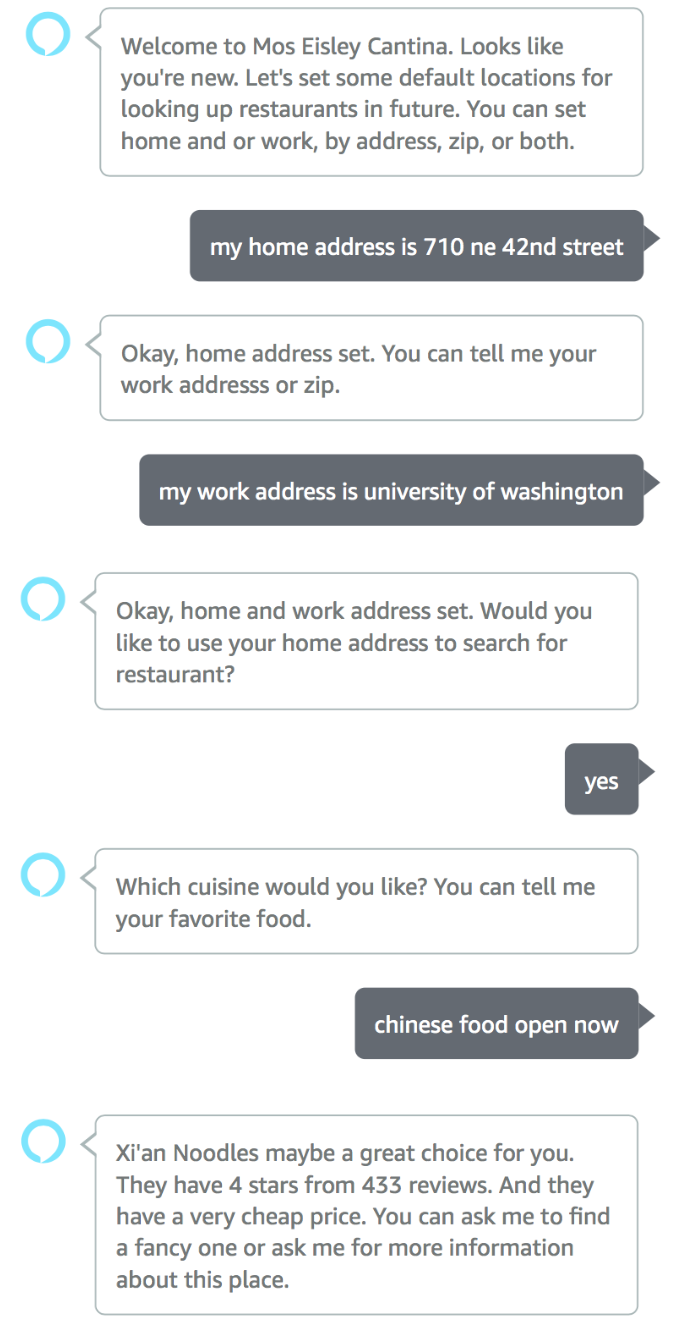 Welcome to Mos Eisley Cantina. Looks like
you're new. Let's set some default locations for
looking up restaurants in future. You can set
home and or work, by address, zip, or both.
my home address is 710 ne 42nd street
Okay, home address set. You can tell me your
work addresss or zip.
my work address is university of washington
Okay, home and work address set. Would you
like to use your home address to search for
restaurant?
yes
Which cuisine would you like? You can tell me
your favorite food.
chinese food open now
Xi'an Noodles maybe a great choice for you.
They have 4 stars from 433 reviews. And they
have a very cheap price. You can ask me to find
a fancy one or ask me for more information
about this place.